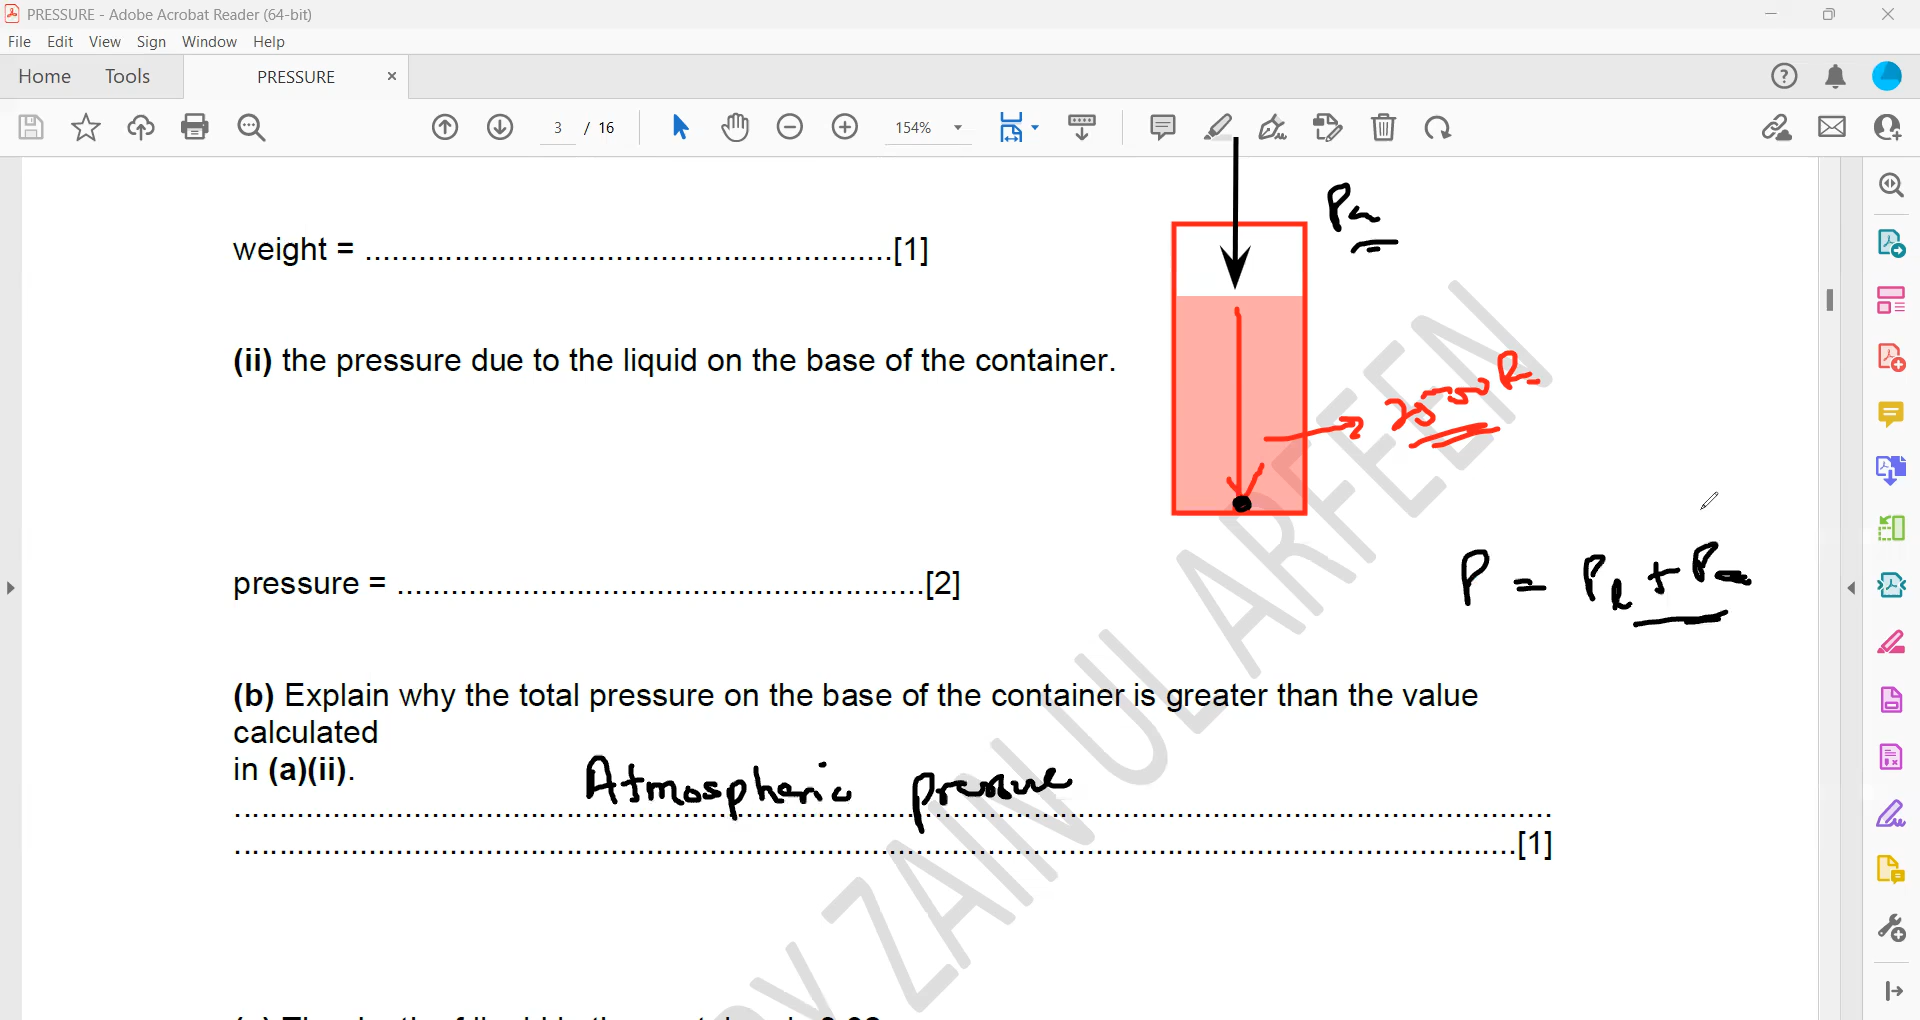 PRESSURE - Adobe Acrobat Reader (64-bit)
File Edit View Sign Window Help
Home Tools PRESSURE
3 / 16 154%
weight = ..........................................................[1]
Pa
(ii) the pressure due to the liquid on the base of the container.
pressure = ..........................................................[2]
P = Pl + Pa
(b) Explain why the total pressure on the base of the container is greater than the value
calculated
in (a)(ii).
Atmospheric pressure
..........................................................[1]
BY ZAIN UL ARFEEN